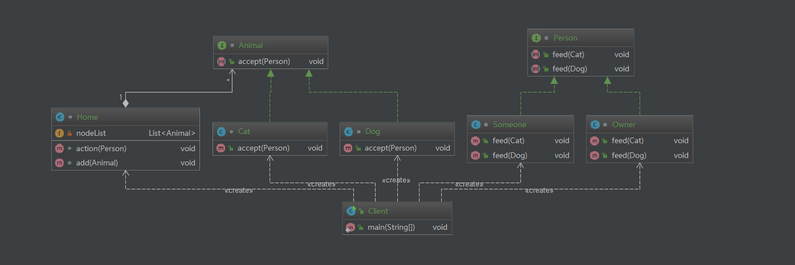 Animal
accept(Person) void
Person
feed(Cat) void
feed(Dog) void
1
*
Home
nodeList List<Animal>
action(Person) void
add(Animal) void
Cat
accept(Person) void
Dog
accept(Person) void
Someone
feed(Cat) void
feed(Dog) void
Owner
feed(Cat) void
feed(Dog) void
«create»
«create»
«create»
«create»
«create»
Client
main(String[]) void